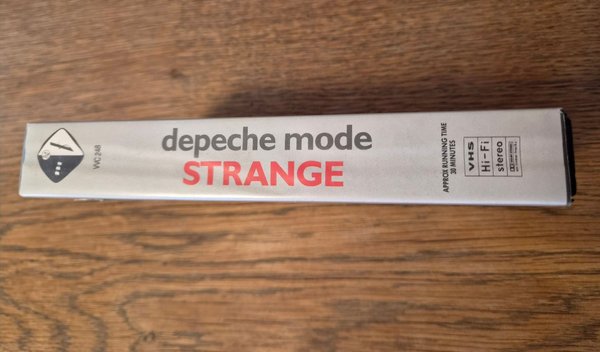 VVC 248
depeche mode
STRANGE
APPROX RUNNING TIME
30 MINUTES
VHS
Hi-Fi
stereo